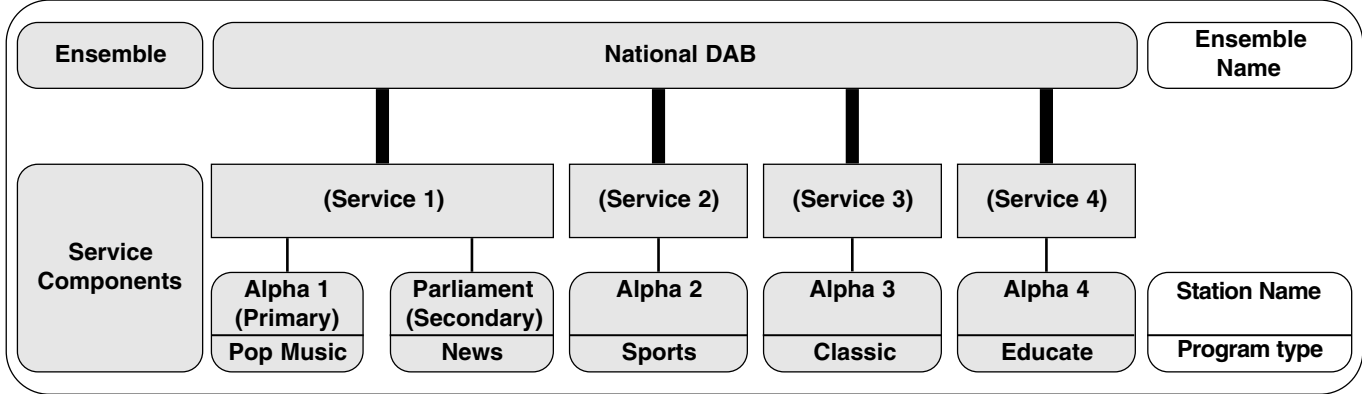 Ensemble
National DAB
Ensemble
Name
(Service 1)
(Service 2)
(Service 3)
(Service 4)
Service
Components
Alpha 1
(Primary)
Pop Music
Parliament
(Secondary)
News
Alpha 2
Sports
Alpha 3
Classic
Alpha 4
Educate
Station Name
Program type